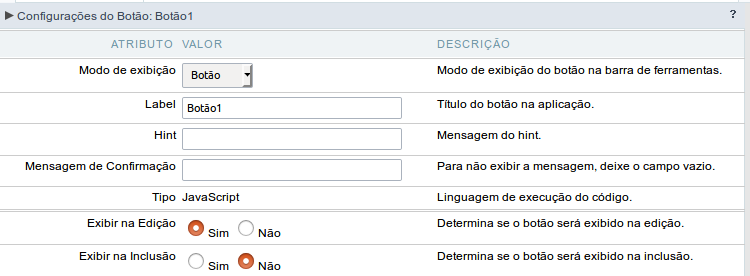 Configurações do Botão: Botão1 ?
ATRIBUTO VALOR DESCRIÇÃO
Modo de exibição Botão Modo de exibição do botão na barra de ferramentas.
Label Botão1 Título do botão na aplicação.
Hint Mensagem do hint.
Mensagem de Confirmação Para não exibir a mensagem, deixe o campo vazio.
Tipo JavaScript Linguagem de execução do código.
Exibir na Edição Sim Não Determina se o botão será exibido na edição.
Exibir na Inclusão Sim Não Determina se o botão será exibido na inclusão.